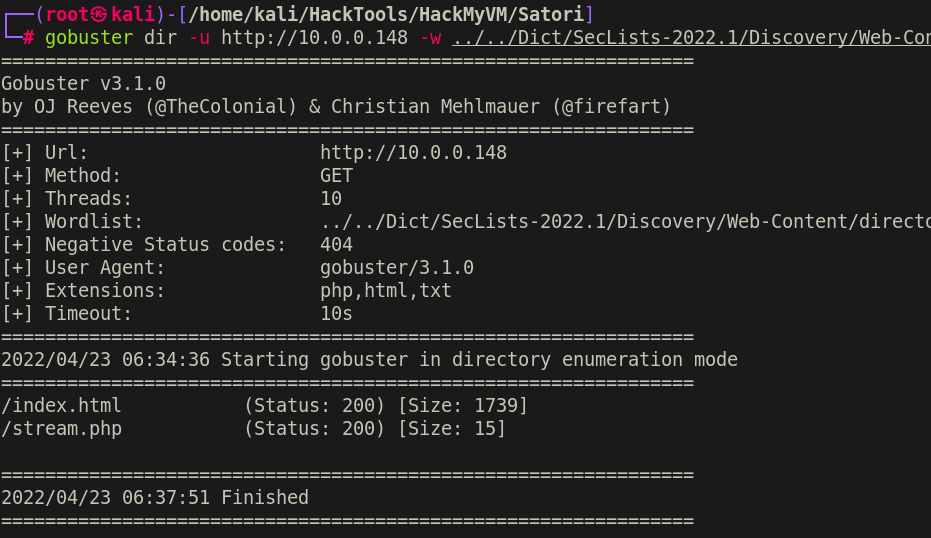 ┌──(root㉿kali)-[/home/kali/HackTools/HackMyVM/Satori]
└─# gobuster dir -u http://10.0.0.148 -w ../../Dict/SecLists-2022.1/Discovery/Web-Con
===============================================================
Gobuster v3.1.0
by OJ Reeves (@TheColonial) & Christian Mehlmauer (@firefart)
===============================================================
[+] Url:                     http://10.0.0.148
[+] Method:                  GET
[+] Threads:                 10
[+] Wordlist:                ../../Dict/SecLists-2022.1/Discovery/Web-Content/directo
[+] Negative Status codes:   404
[+] User Agent:              gobuster/3.1.0
[+] Extensions:              php,html,txt
[+] Timeout:                 10s
===============================================================
2022/04/23 06:34:36 Starting gobuster in directory enumeration mode
===============================================================
/index.html           (Status: 200) [Size: 1739]
/stream.php           (Status: 200) [Size: 15]
===============================================================
2022/04/23 06:37:51 Finished
===============================================================